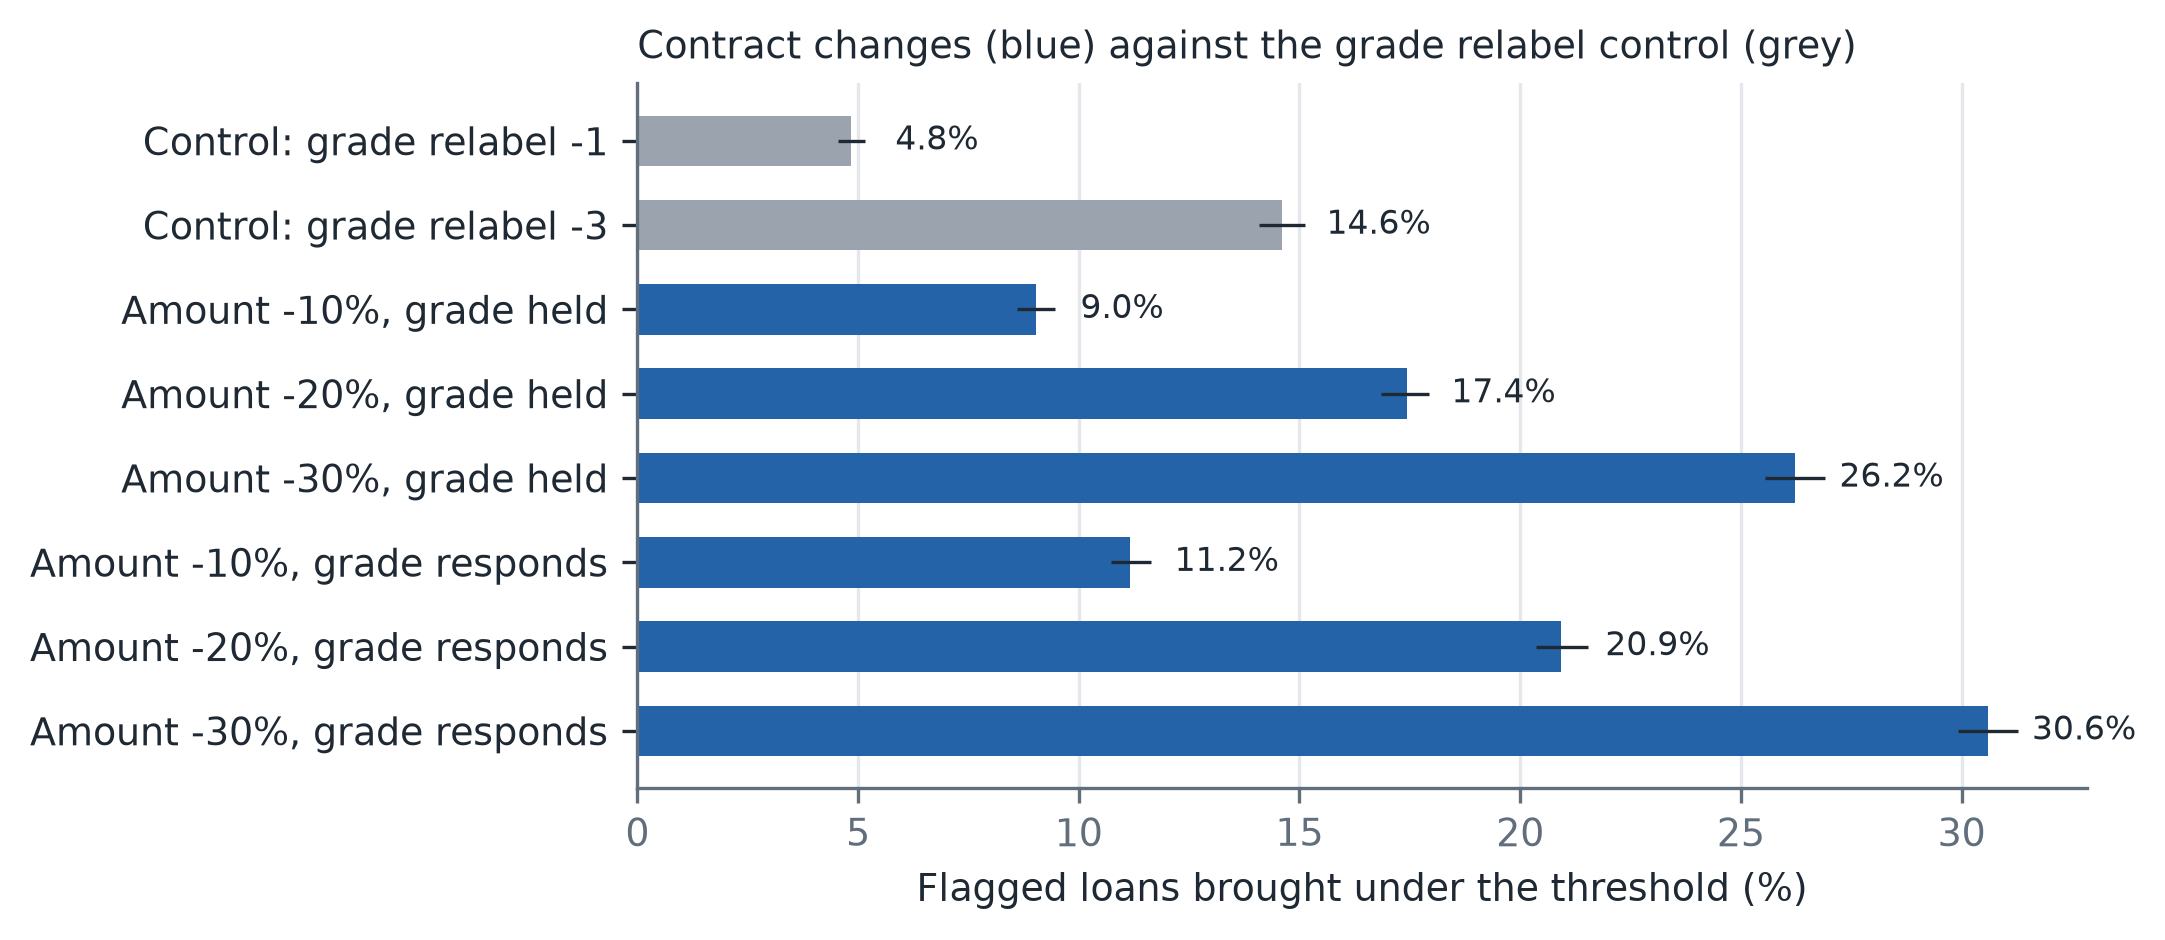 Contract changes (blue) against the grade relabel control (grey)
Control: grade relabel -1
4.8%
Control: grade relabel -3
14.6%
Amount -10%, grade held
9.0%
Amount -20%, grade held
17.4%
Amount -30%, grade held
26.2%
Amount -10%, grade responds
11.2%
Amount -20%, grade responds
20.9%
Amount -30%, grade responds
30.6%
0 5 10 15 20 25 30
Flagged loans brought under the threshold (%)